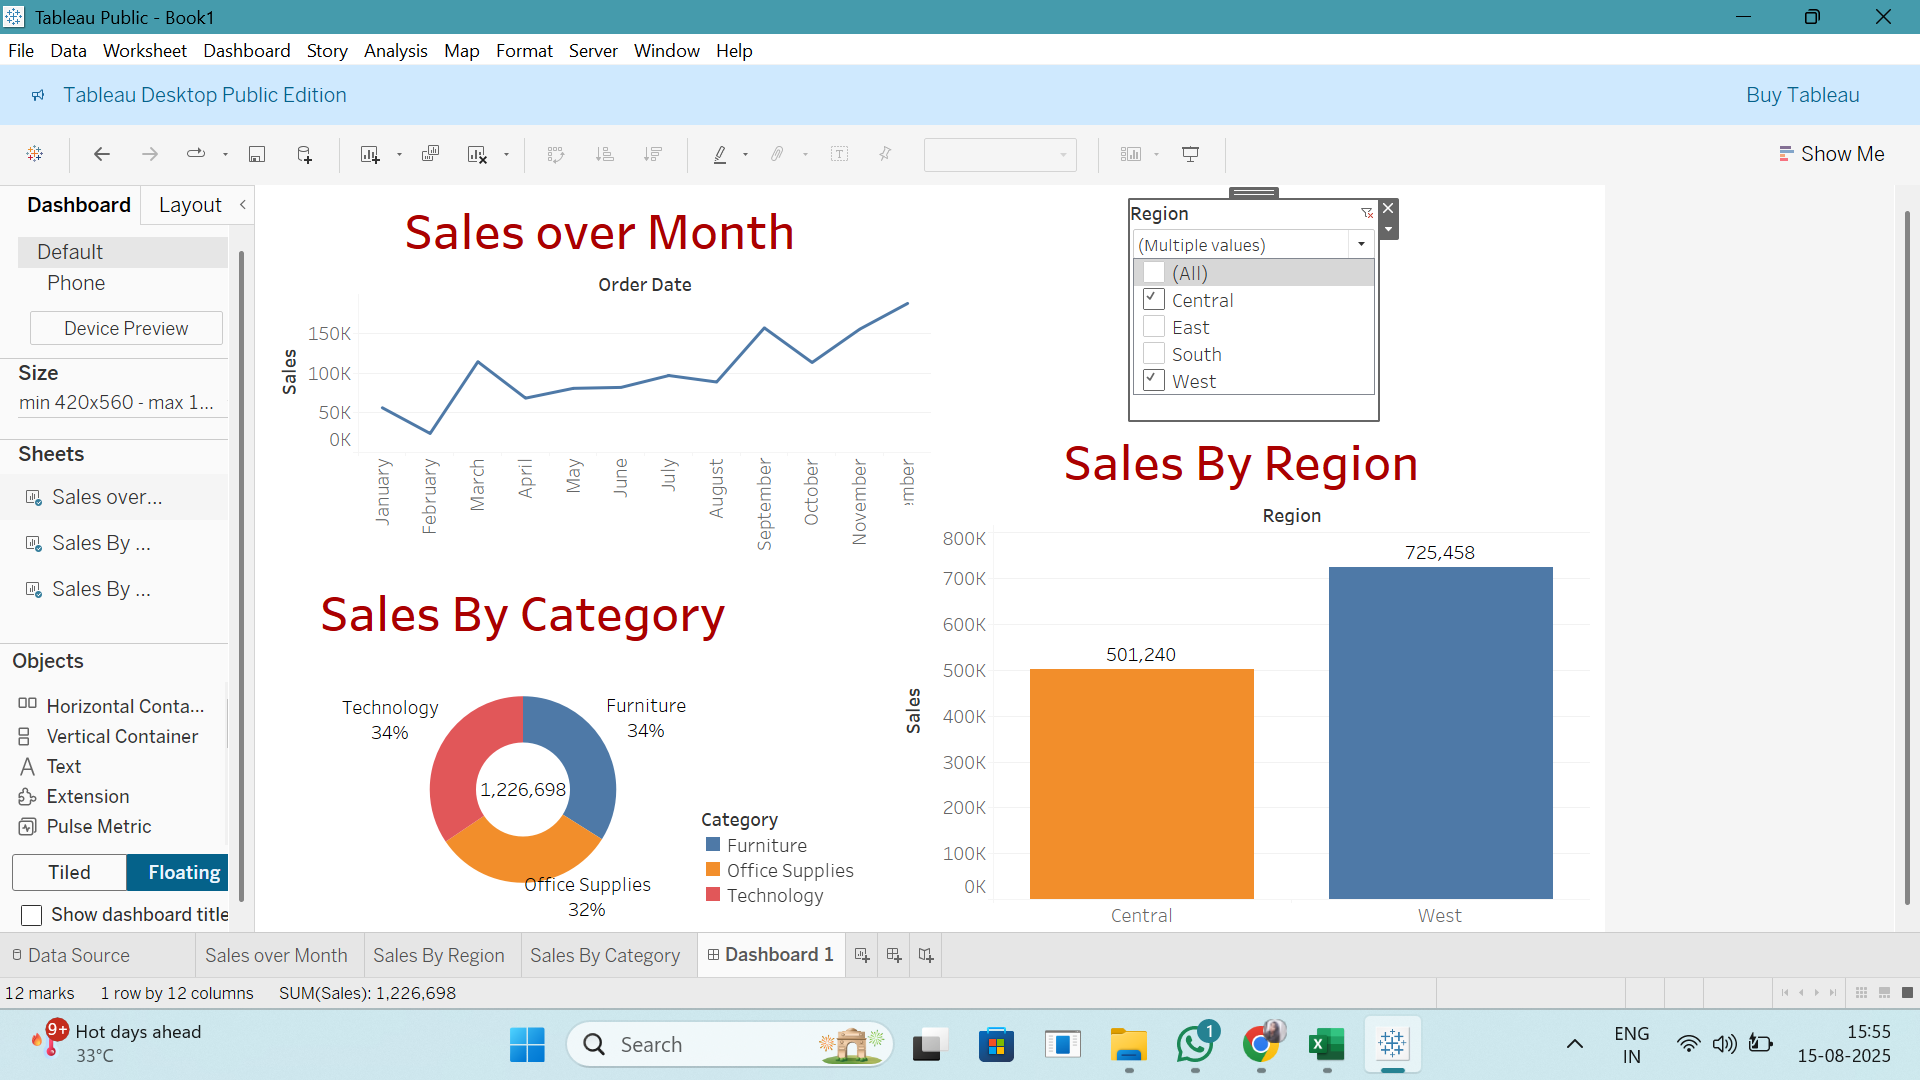 Tableau Public - Book1
File Data Worksheet Dashboard Story Analysis Map Format Server Window Help
Tableau Desktop Public Edition
Buy Tableau
Show Me
Dashboard
Layout
Default
Phone
Device Preview
Size
min 420x560 - max 1...
Sheets
Sales over...
Sales By ...
Sales By ...
Objects
Horizontal Conta...
Vertical Container
Text
Extension
Pulse Metric
Tiled
Floating
Show dashboard title
Sales over Month
Order Date
Sales
150K
100K
50K
0K
January
February
March
April
May
June
July
August
September
October
November
ember
Region
(Multiple values)
(All)
Central
East
South
West
Sales By Category
Technology
34%
Furniture
34%
1,226,698
Office Supplies
32%
Category
Furniture
Office Supplies
Technology
Sales By Region
Region
Sales
800K
700K
600K
500K
400K
300K
200K
100K
0K
501,240
725,458
Central
West
Data Source
Sales over Month
Sales By Region
Sales By Category
Dashboard 1
12 marks
1 row by 12 columns
SUM(Sales): 1,226,698
9+
Hot days ahead
33°C
Search
1
ENG
IN
15:55
15-08-2025